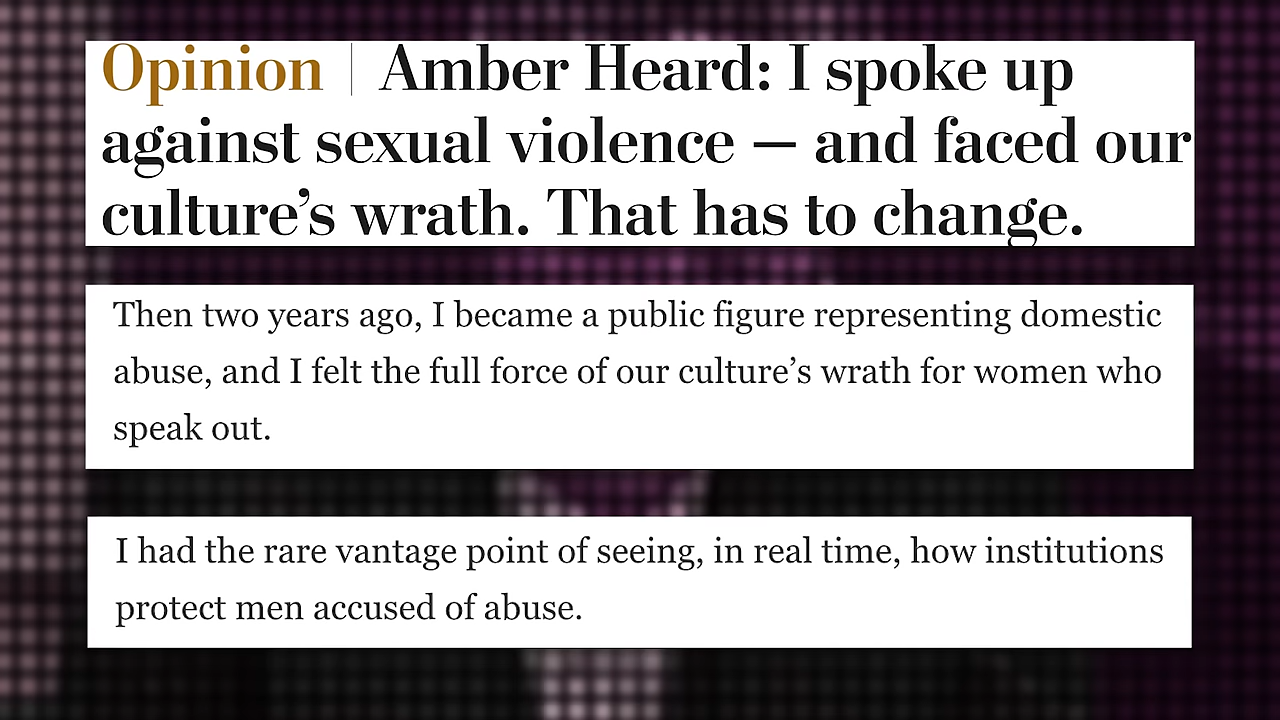 Opinion | Amber Heard: I spoke up
against sexual violence — and faced our
culture’s wrath. That has to change.
Then two years ago, I became a public figure representing domestic
abuse, and I felt the full force of our culture’s wrath for women who
speak out.
I had the rare vantage point of seeing, in real time, how institutions
protect men accused of abuse.